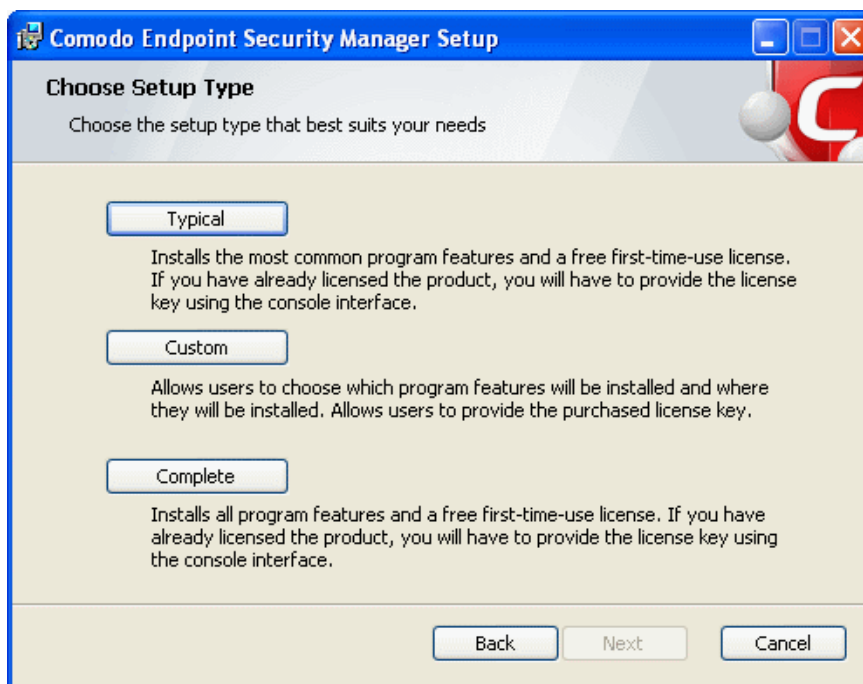 Comodo Endpoint Security Manager Setup
Choose Setup Type
Choose the setup type that best suits your needs
Typical
Installs the most common program features and a free first-time-use license.
If you have already licensed the product, you will have to provide the license
key using the console interface.
Custom
Allows users to choose which program features will be installed and where
they will be installed. Allows users to provide the purchased license key.
Complete
Installs all program features and a free first-time-use license. If you have
already licensed the product, you will have to provide the license key using
the console interface.
Back Next Cancel